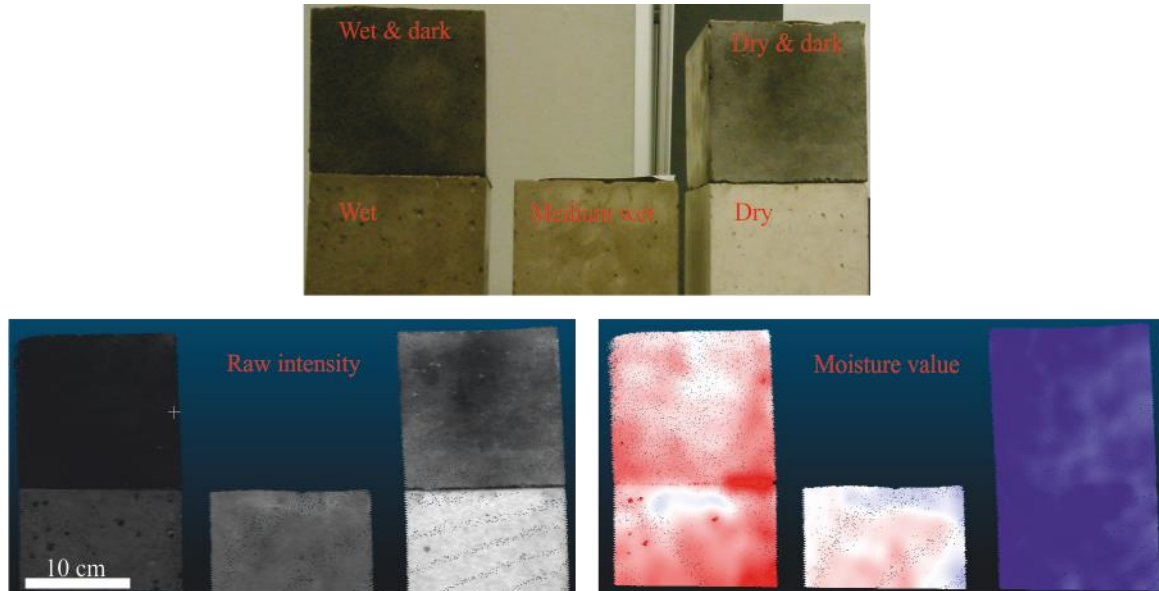 Wet & dark
Dry & dark
Wet
Medium wet
Dry
Raw intensity
Moisture value
10 cm